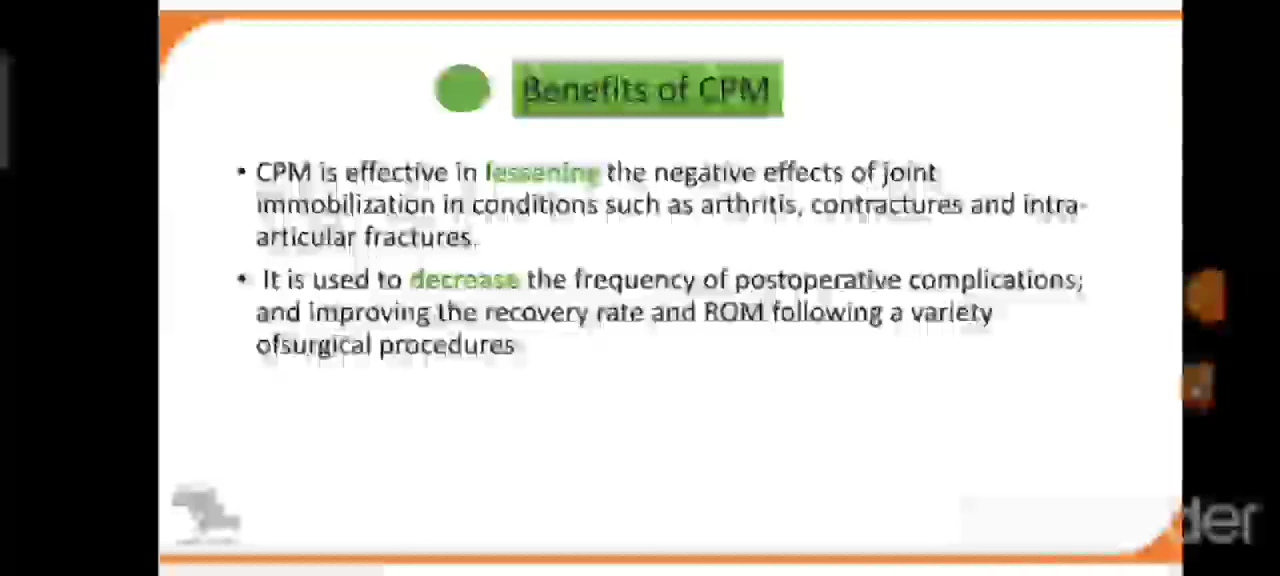 Benefits of CPM
• CPM is effective in lessening the negative effects of joint
immobilization in conditions such as arthritis, contractures and intra-
articular fractures.
• It is used to decrease the frequency of postoperative complications;
and improving the recovery rate and ROM following a variety
ofsurgical procedures
der